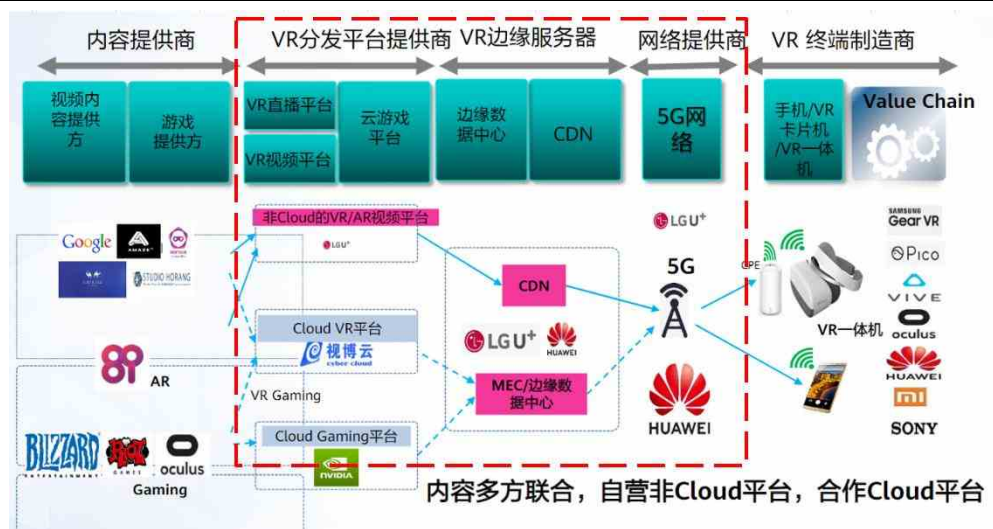 内容提供商
VR分发平台提供商
VR边缘服务器
网络提供商
VR 终端制造商
视频内
容提供
方
游戏
提供方
VR直播平台
VR视频平台
云游戏
平台
边缘数
据中心
CDN
5G网
络
手机/VR
卡片机
/VR一体
机
Value Chain
非Cloud的VR/AR视频平台
LG U+
Google
AMAZE
STUDIO HORANG
AR
Cloud VR平台
视博云
cyber cloud
VR Gaming
Cloud Gaming平台
NVIDIA
BLIZZARD
ENTERTAINMENT
RIOT
GAMES
oculus
Gaming
CDN
LG U+
HUAWEI
MEC/边缘数
据中心
LG U+
5G
HUAWEI
CPE
VR一体机
SAMSUNG
Gear VR
Pico
VIVE
oculus
HUAWEI
MI
SONY
内容多方联合，自营非Cloud平台，合作Cloud平台